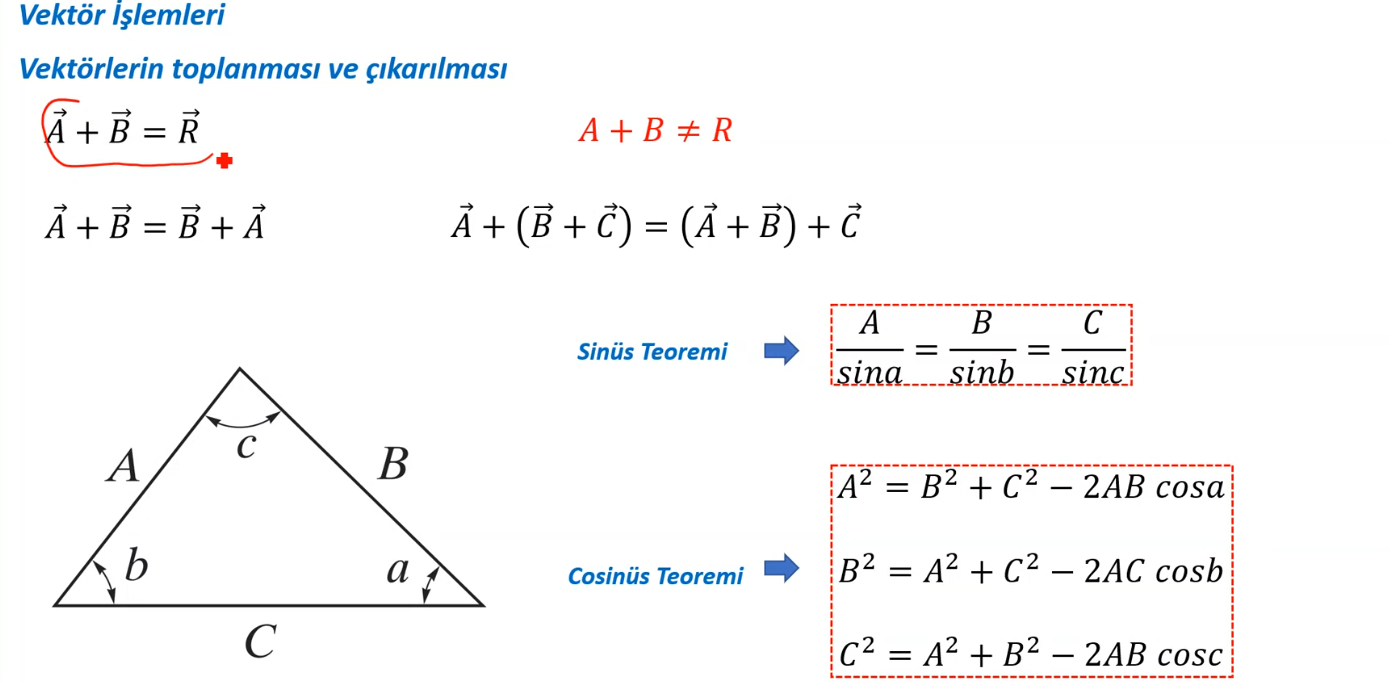 Vektör İşlemleri
Vektörlerin toplanması ve çıkarılması
A⃗ + B⃗ = R⃗
A + B ≠ R
A⃗ + B⃗ = B⃗ + A⃗
A⃗ + (B⃗ + C⃗) = (A⃗ + B⃗) + C⃗
Sinüs Teoremi
A/sina = B/sinb = C/sinc
c
A
B
b
a
C
Cosinüs Teoremi
A² = B² + C² − 2AB cosa
B² = A² + C² − 2AC cosb
C² = A² + B² − 2AB cosc